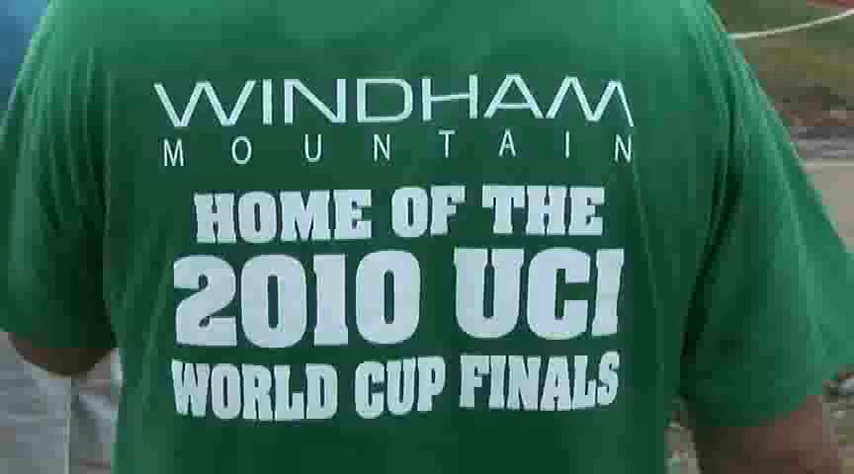 WINDHAM
MOUNTAIN
HOME OF THE
2010 UCI
WORLD CUP FINALS